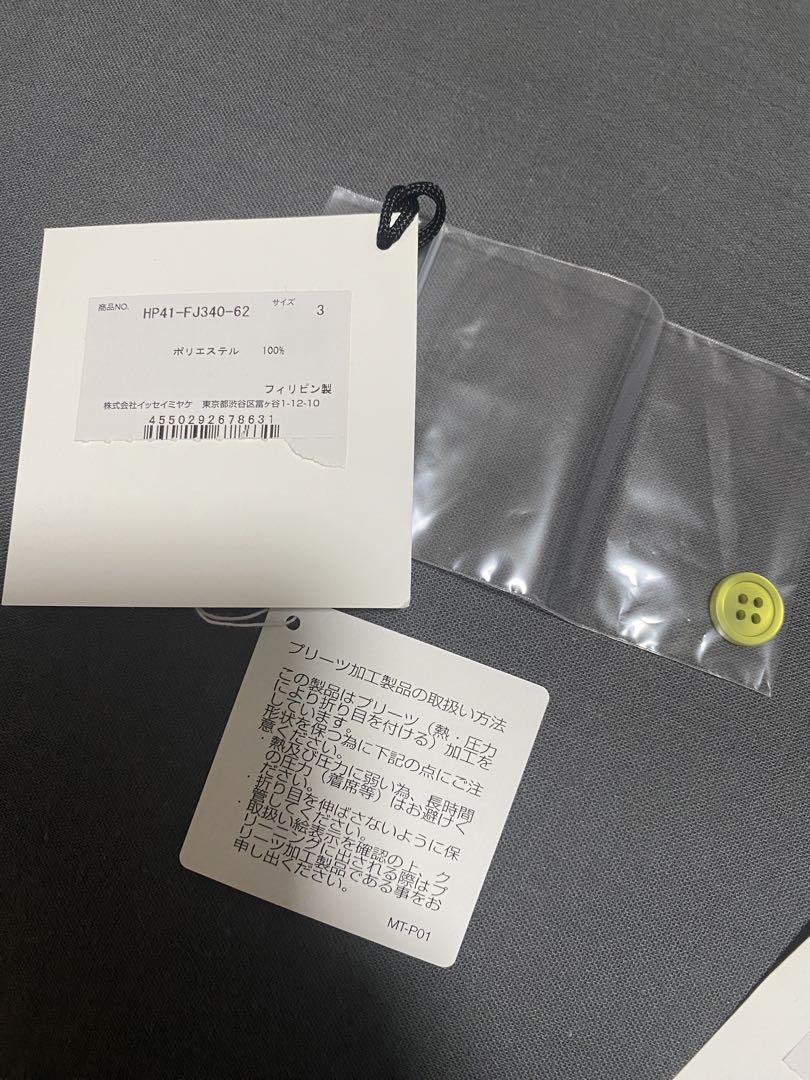 商品NO. HP41-FJ340-62 サイズ 3
ポリエステル 100%
フィリピン製
株式会社イッセイミヤケ 東京都渋谷区富ヶ谷1-12-10
4550292678631
プリーツ加工製品の取扱い方法
この製品はプリーツ（熱・圧力
により折り目を付ける）加工を
しています。
形状を保つ為に下記の点にご注
意ください。
・熱及び圧力に弱い為、長時間
の圧力（着席等）はお避けく
ださい。
・折り目を伸ばさないように保
管してください。
・取扱い絵表示を確認の上、ク
リーニングに出される際はプ
リーツ加工製品である事をお
申し出ください。
MT-P01